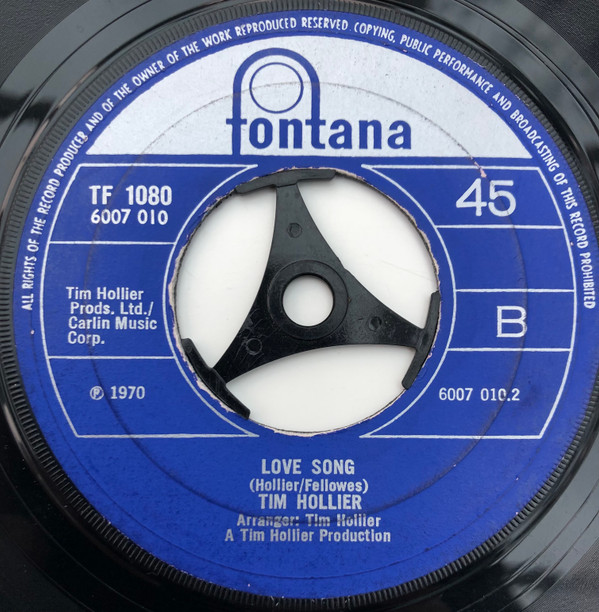 ALL RIGHTS OF THE RECORD PRODUCER AND OF THE OWNER OF THE WORK REPRODUCED RESERVED. COPYING, PUBLIC PERFORMANCE AND BROADCASTING OF THIS RECORD PROHIBITED
fontana
TF 1080
6007 010
45
Tim Hollier
Prods. Ltd./
Carlin Music
Corp.
B
℗ 1970
6007 010.2
LOVE SONG
(Hollier/Fellowes)
TIM HOLLIER
Arranger: Tim Hollier
A Tim Hollier Production